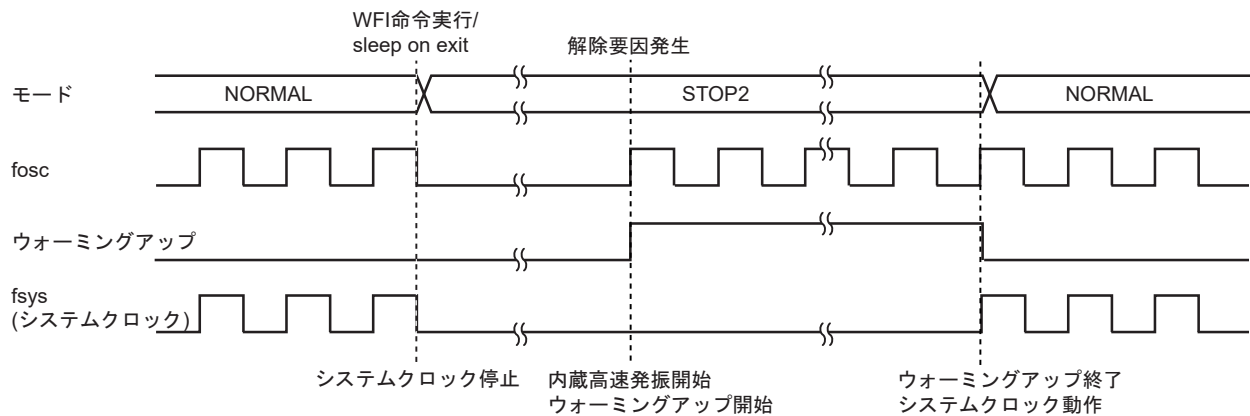 WFI命令実行/
sleep on exit
解除要因発生
モード
NORMAL
STOP2
NORMAL
fosc
ウォーミングアップ
fsys
(システムクロック)
システムクロック停止
内蔵高速発振開始
ウォーミングアップ開始
ウォーミングアップ終了
システムクロック動作